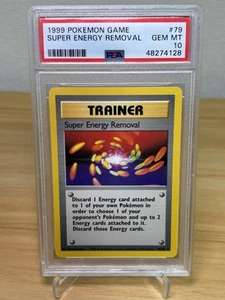 1999 POKEMON GAME #79
SUPER ENERGY REMOVAL GEM MT
10
PSA 48274128
TRAINER
Super Energy Removal
Discard 1 Energy card attached
to 1 of your own Pokémon in
order to choose 1 of your
opponent's Pokémon and up to 2
Energy cards attached to it.
Discard those Energy cards.